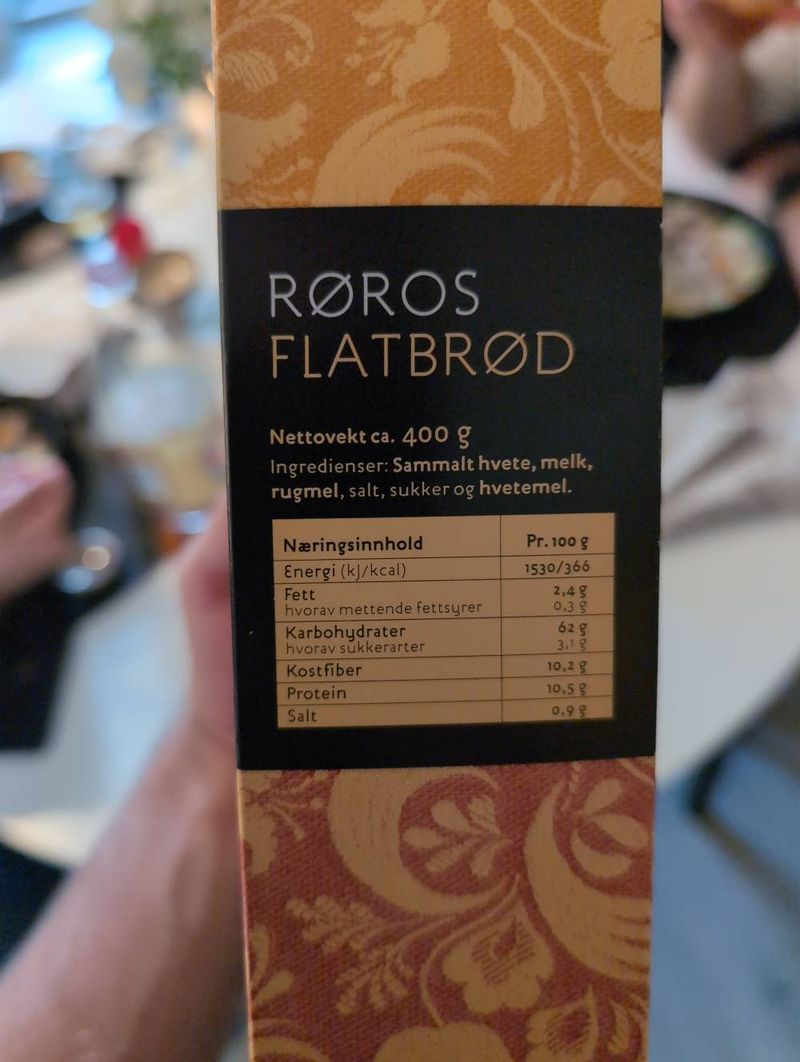 RØROS
FLATBRØD
Nettovekt ca. 400 g
Ingredienser: Sammalt hvete, melk,
rugmel, salt, sukker og hvetemel.
Næringsinnhold Pr. 100 g
Energi (kJ/kcal) 1530/366
Fett 2,4 g
hvorav mettende fettsyrer 0,3 g
Karbohydrater 62 g
hvorav sukkerarter 3,1 g
Kostfiber 10,2 g
Protein 10,5 g
Salt 0,9 g